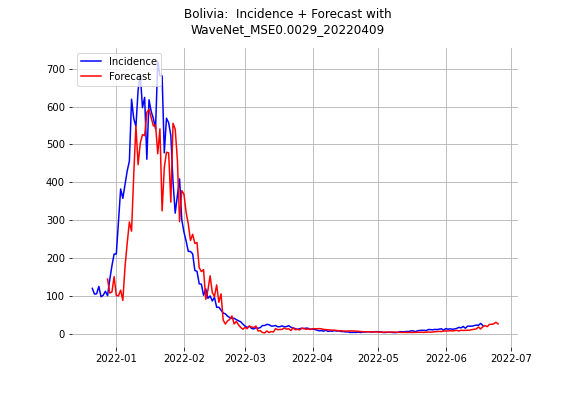 Bolivia:  Incidence + Forecast with
WaveNet_MSE0.0029_20220409
Incidence
Forecast
700
600
500
400
300
200
100
0
2022-01 2022-02 2022-03 2022-04 2022-05 2022-06 2022-07